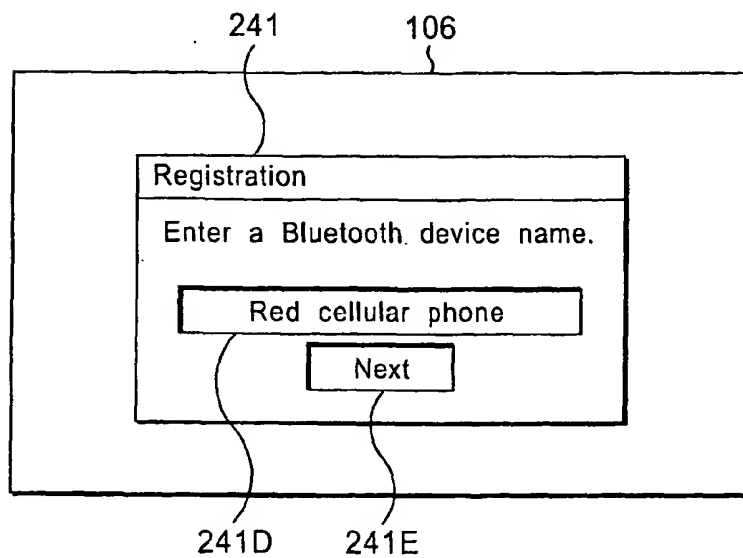 241 106
Registration
Enter a Bluetooth device name.
Red cellular phone
Next
241D 241E